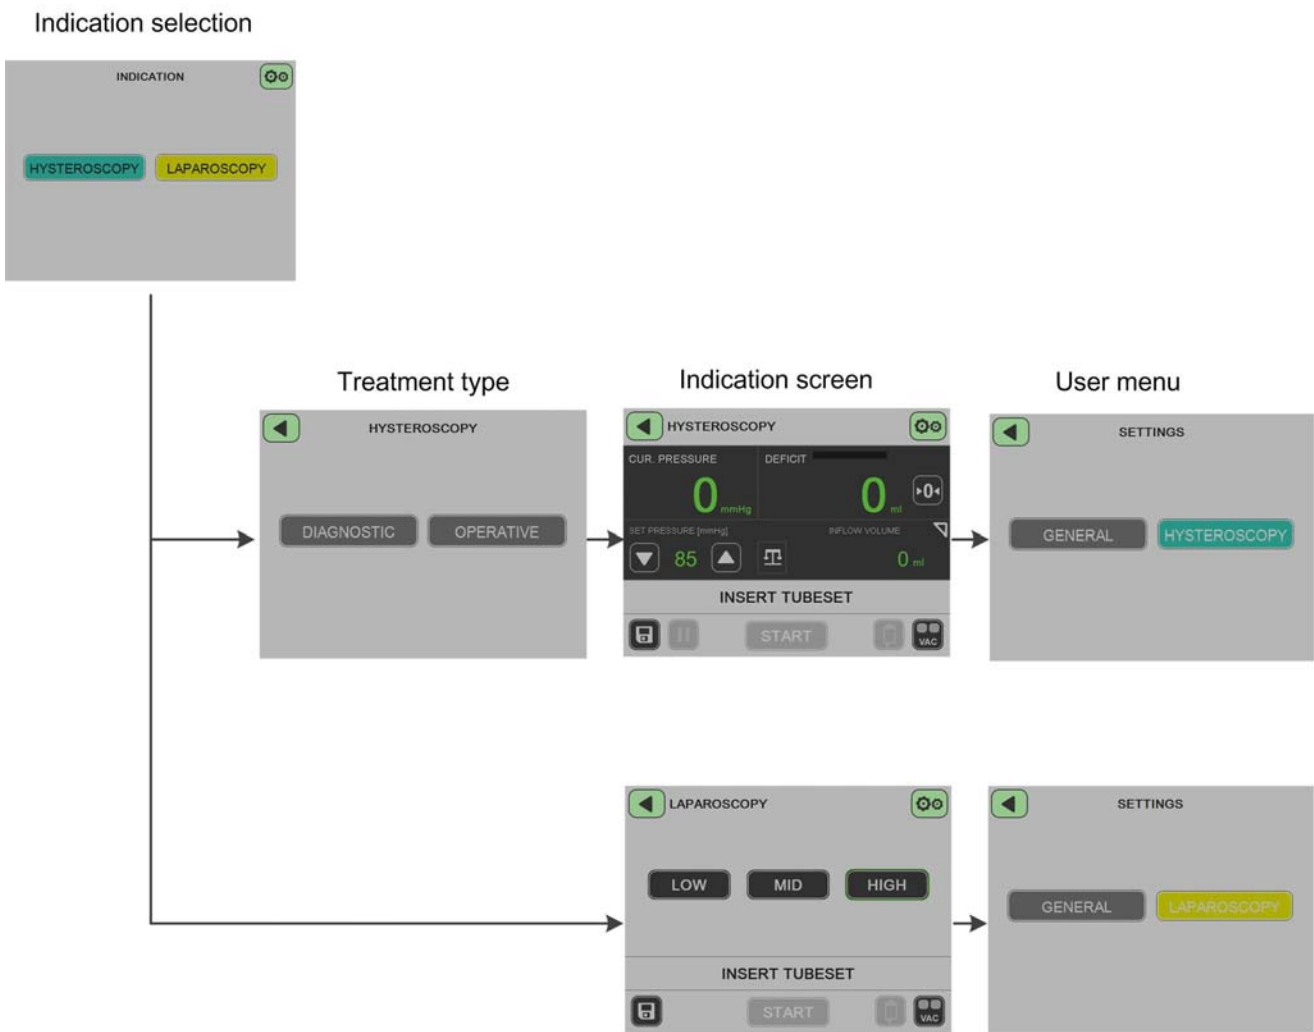 Indication selection
INDICATION
HYSTEROSCOPY LAPAROSCOPY
Treatment type
HYSTEROSCOPY
DIAGNOSTIC OPERATIVE
Indication screen
HYSTEROSCOPY
CUR. PRESSURE DEFICIT
0 mmHg 0 ml ▸0◂
SET PRESSURE [mmHg] INFLOW VOLUME
85 0 ml
INSERT TUBESET
START VAC
User menu
SETTINGS
GENERAL HYSTEROSCOPY
LAPAROSCOPY
LOW MID HIGH
INSERT TUBESET
START VAC
SETTINGS
GENERAL LAPAROSCOPY